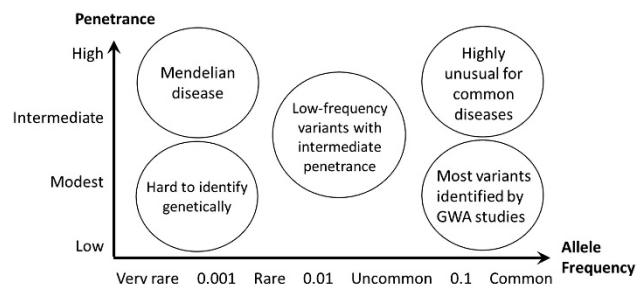 Penetrance
High
Intermediate
Modest
Low
Mendelian
disease
Hard to identify
genetically
Low-frequency
variants with
intermediate
penetrance
Highly
unusual for
common
diseases
Most variants
identified by
GWA studies
Allele
Frequency
Very rare 0.001 Rare 0.01 Uncommon 0.1 Common